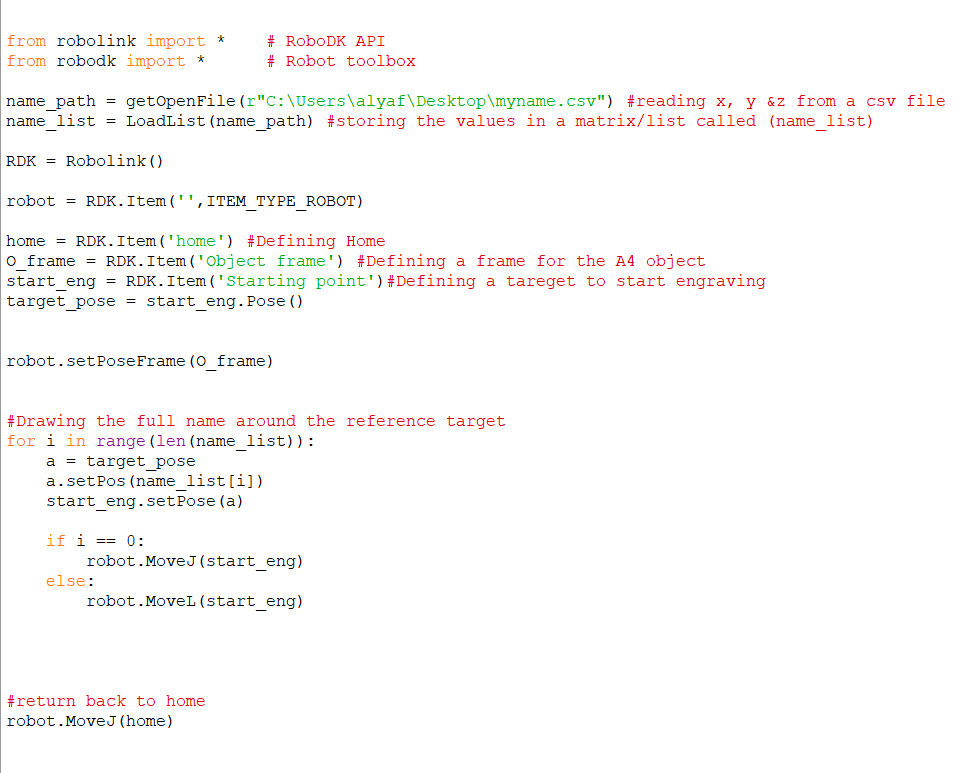 from robolink import *    # RoboDK API
from robodk import *      # Robot toolbox
name_path = getOpenFile(r"C:\Users\alyaf\Desktop\myname.csv") #reading x, y &z from a csv file
name_list = LoadList(name_path) #storing the values in a matrix/list called (name_list)
RDK = Robolink()
robot = RDK.Item('',ITEM_TYPE_ROBOT)
home = RDK.Item('home') #Defining Home
O_frame = RDK.Item('Object frame') #Defining a frame for the A4 object
start_eng = RDK.Item('Starting point')#Defining a tareget to start engraving
target_pose = start_eng.Pose()
robot.setPoseFrame(O_frame)
#Drawing the full name around the reference target
for i in range(len(name_list)):
    a = target_pose
    a.setPos(name_list[i])
    start_eng.setPose(a)
    if i == 0:
        robot.MoveJ(start_eng)
    else:
        robot.MoveL(start_eng)
#return back to home
robot.MoveJ(home)